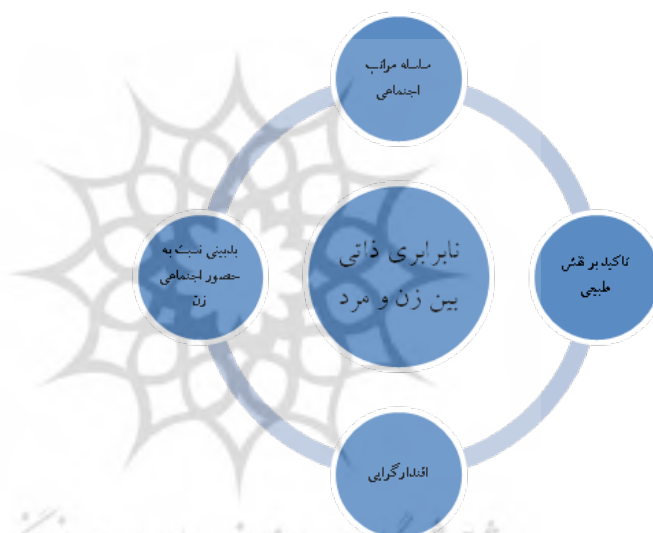 سلسله مراتب
اجتماعی
نابرابری ذاتی
بین زن و مرد
تاکید بر نقش
طبیعی
بدبینی نسبت به
حضور اجتماعی
زن
اقتدارگرایی